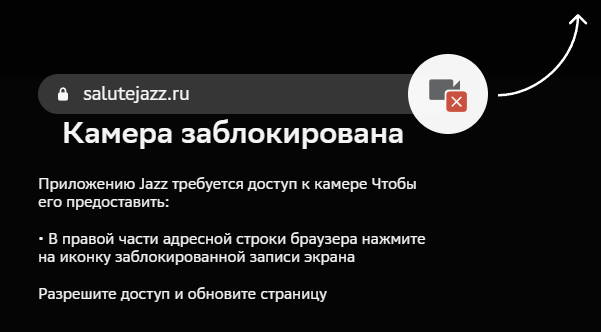 salutejazz.ru
Камера заблокирована
Приложению Jazz требуется доступ к камере Чтобы
его предоставить:
• В правой части адресной строки браузера нажмите
на иконку заблокированной записи экрана
Разрешите доступ и обновите страницу